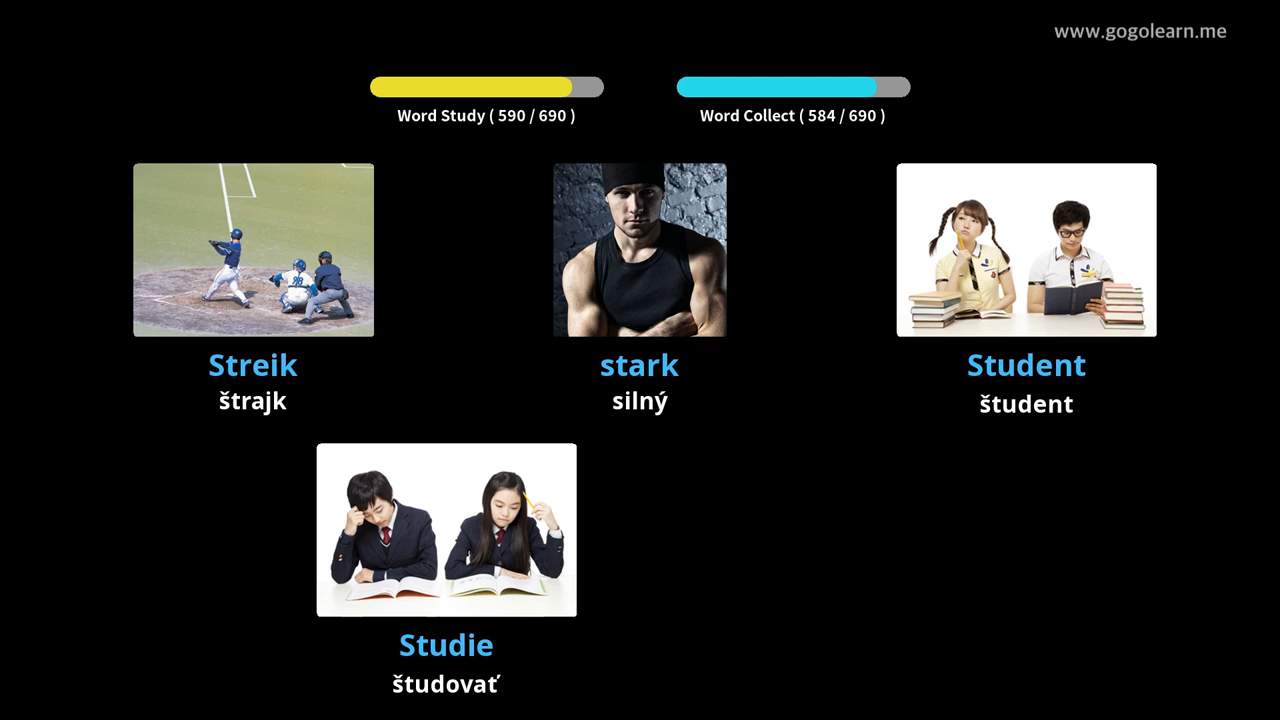 www.gogolearn.me
Word Study ( 590 / 690 )
Word Collect ( 584 / 690 )
Streik
štrajk
stark
silný
Student
študent
Studie
študovať